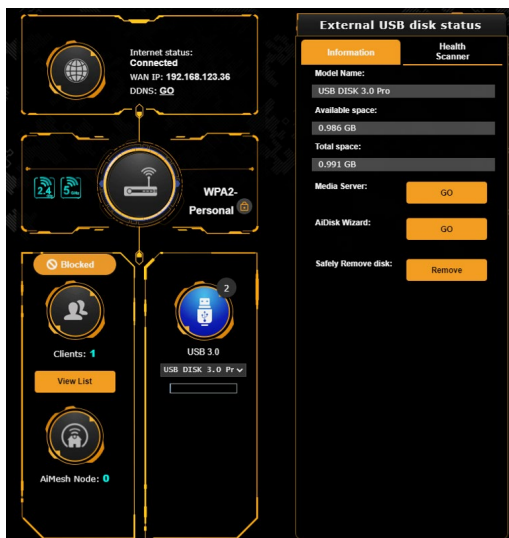 Internet status:
Connected
WAN IP: 192.168.123.36
DDNS: GO
2.4 GHz
5 GHz
WPA2-
Personal
Blocked
Clients: 1
View List
AiMesh Node: 0
2
USB 3.0
USB DISK 3.0 Pr
External USB disk status
Information
Health
Scanner
Model Name:
USB DISK 3.0 Pro
Available space:
0.986 GB
Total space:
0.991 GB
Media Server:
GO
AiDisk Wizard:
GO
Safely Remove disk:
Remove